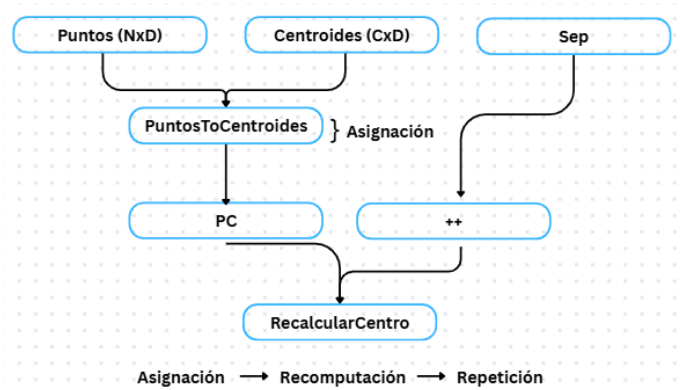 Puntos (NxD)
Centroides (CxD)
Sep
PuntosToCentroides
} Asignación
PC
++
RecalcularCentro
Asignación → Recomputación → Repetición